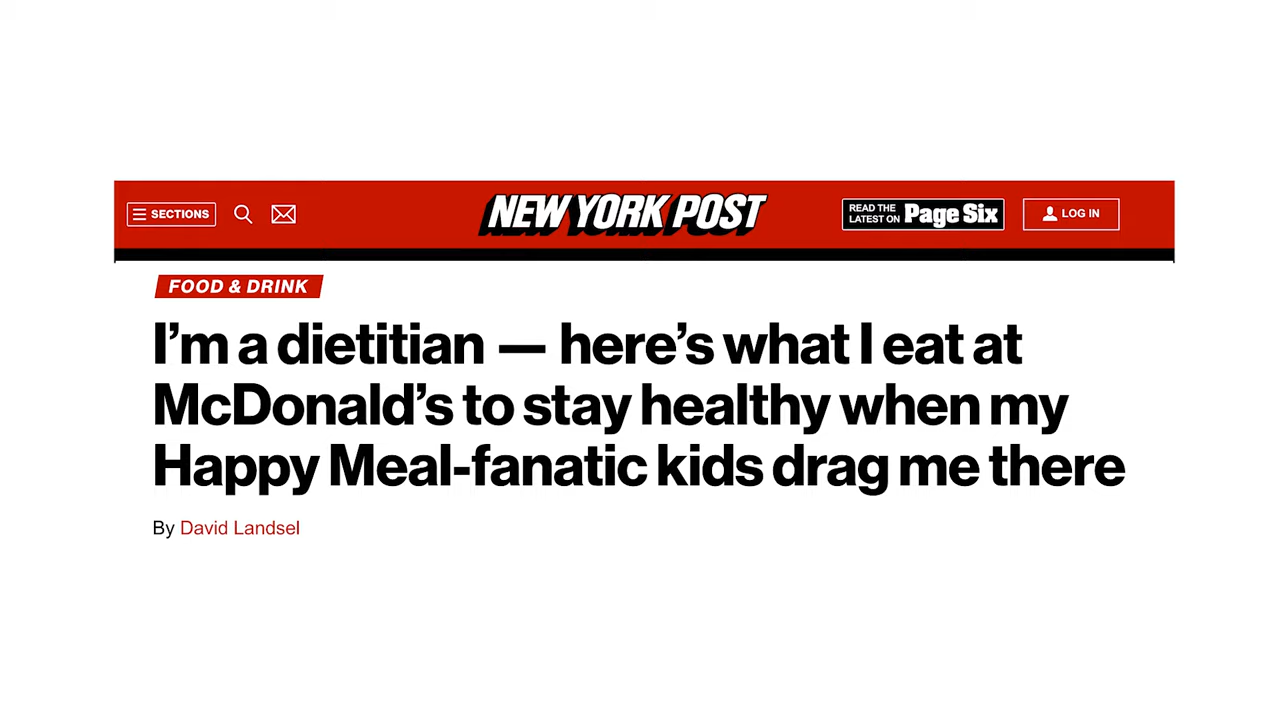 SECTIONS
NEW YORK POST
READ THE
LATEST ON
Page Six
LOG IN
FOOD & DRINK
I’m a dietitian — here’s what I eat at
McDonald’s to stay healthy when my
Happy Meal-fanatic kids drag me there
By David Landsel